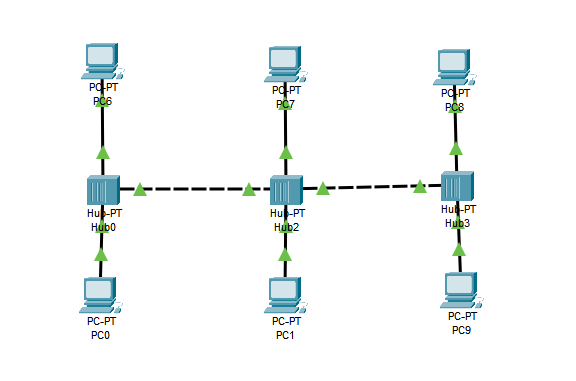 PC-PT
PC6
PC-PT
PC7
PC-PT
PC8
Hub-PT
Hub0
Hub-PT
Hub2
Hub-PT
Hub3
PC-PT
PC0
PC-PT
PC1
PC-PT
PC9